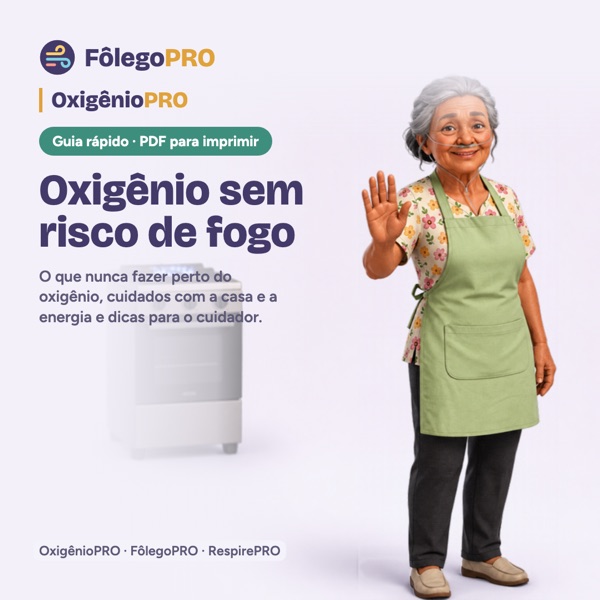 FôlegoPRO
OxigênioPRO
Guia rápido · PDF para imprimir
Oxigênio sem
risco de fogo
O que nunca fazer perto do
oxigênio, cuidados com a casa e a
energia e dicas para o cuidador.
OxigênioPRO · FôlegoPRO · RespirePRO